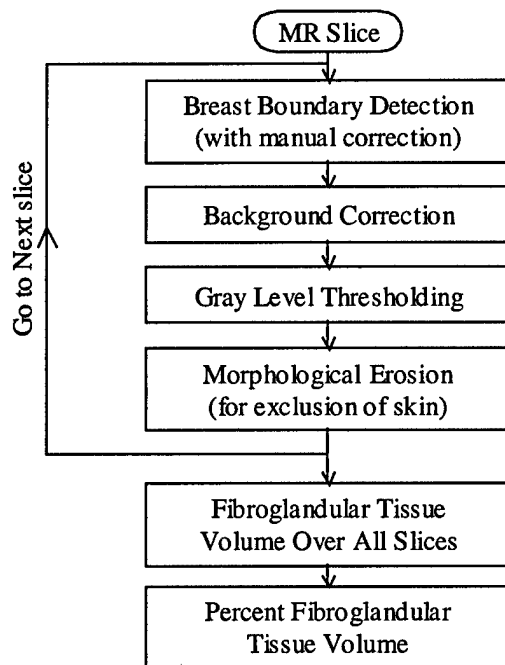 MR Slice
Breast Boundary Detection
(with manual correction)
Background Correction
Gray Level Thresholding
Morphological Erosion
(for exclusion of skin)
Go to Next slice
Fibroglandular Tissue
Volume Over All Slices
Percent Fibroglandular
Tissue Volume